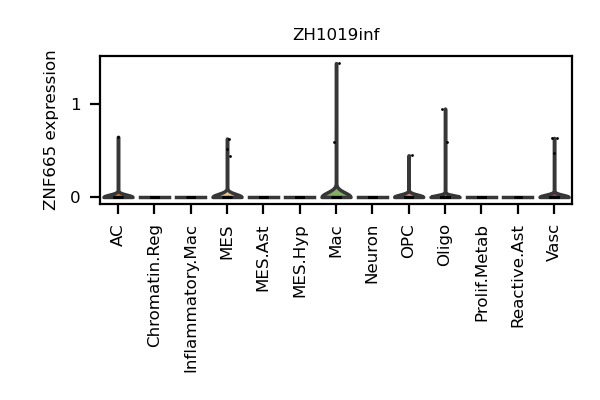 ZH1019inf
ZNF665 expression
1
0
AC
Chromatin.Reg
Inflammatory.Mac
MES
MES.Ast
MES.Hyp
Mac
Neuron
OPC
Oligo
Prolif.Metab
Reactive.Ast
Vasc